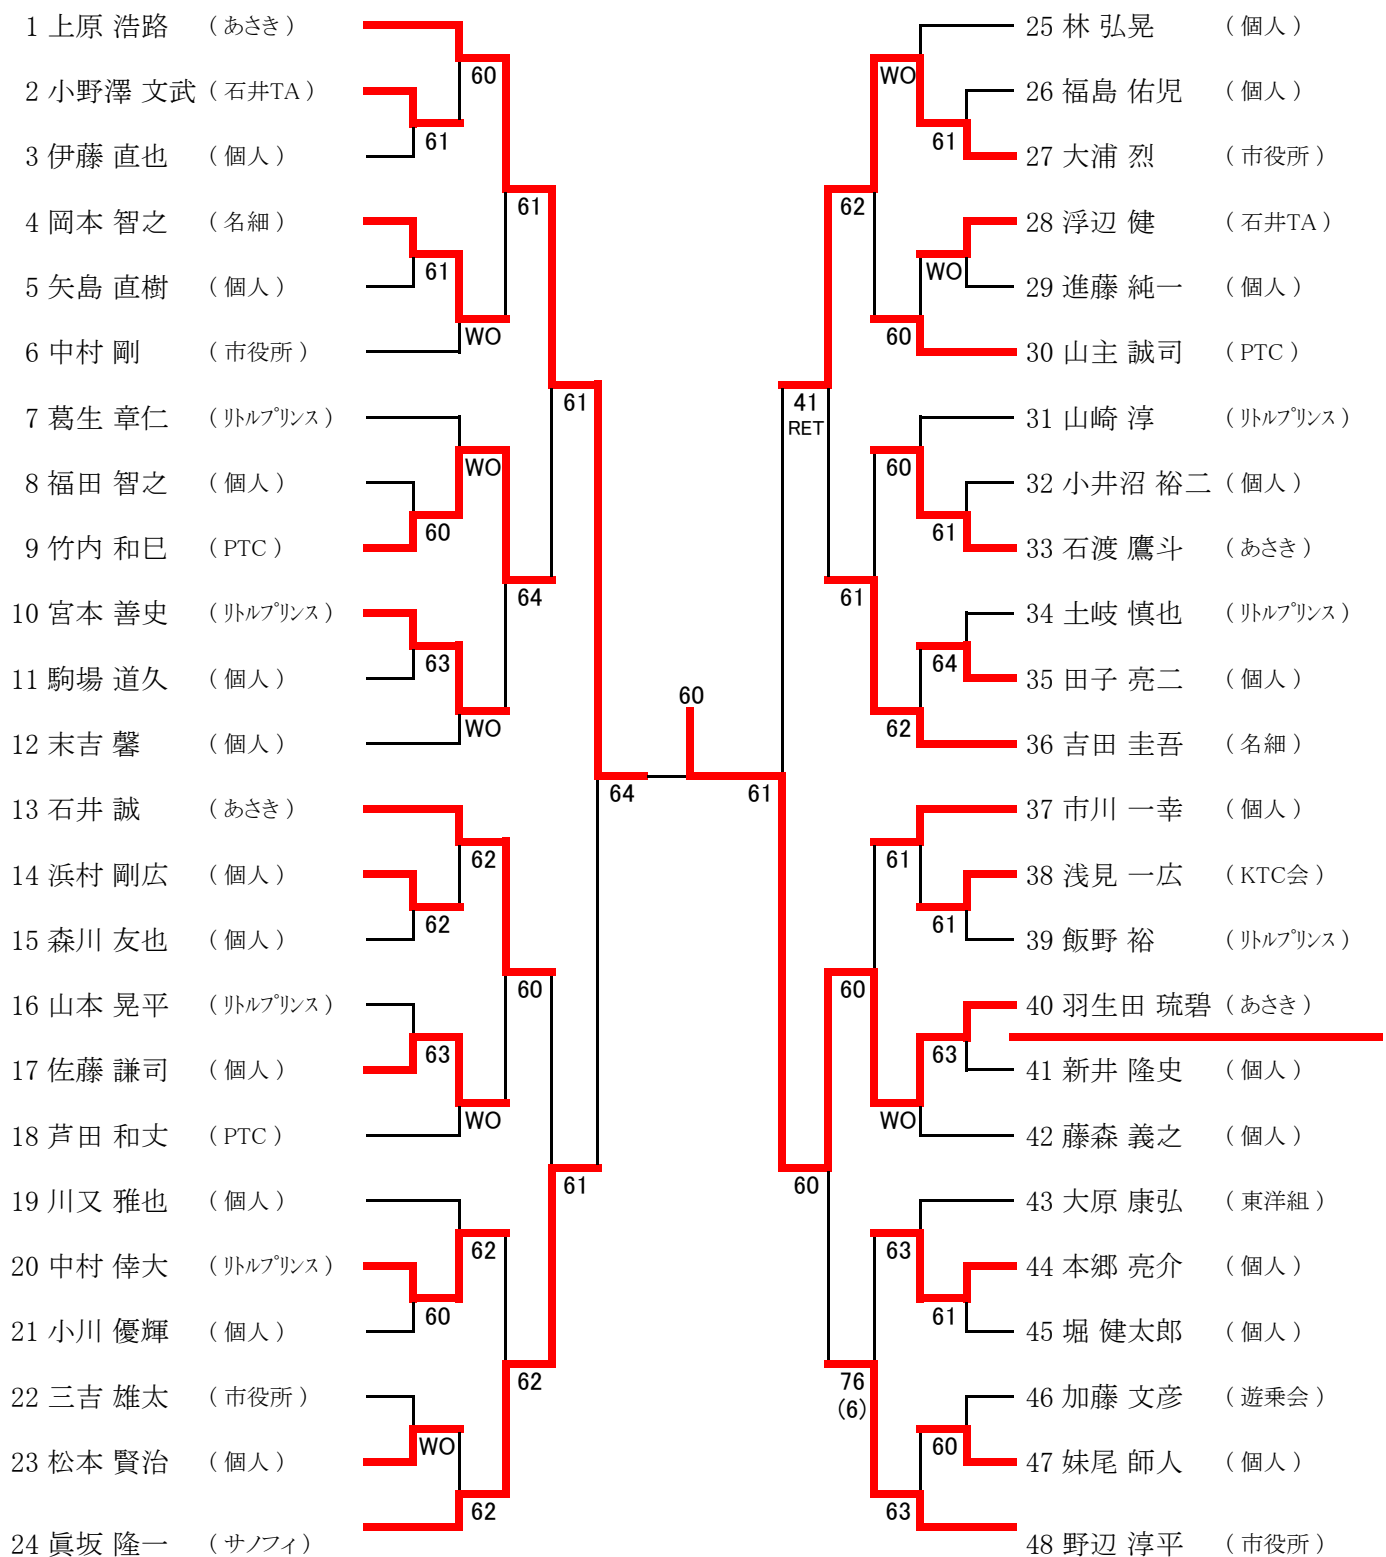 1 上原 浩路 （ あさき ）
2 小野澤 文武 （ 石井TA ）
3 伊藤 直也 （ 個人 ）
4 岡本 智之 （ 名細 ）
5 矢島 直樹 （ 個人 ）
6 中村 剛 （ 市役所 ）
7 葛生 章仁 （ ﾘﾄﾙﾌﾟﾘﾝｽ ）
8 福田 智之 （ 個人 ）
9 竹内 和巳 （ PTC ）
10 宮本 善史 （ ﾘﾄﾙﾌﾟﾘﾝｽ ）
11 駒場 道久 （ 個人 ）
12 末吉 馨 （ 個人 ）
13 石井 誠 （ あさき ）
14 浜村 剛広 （ 個人 ）
15 森川 友也 （ 個人 ）
16 山本 晃平 （ ﾘﾄﾙﾌﾟﾘﾝｽ ）
17 佐藤 謙司 （ 個人 ）
18 芦田 和丈 （ PTC ）
19 川又 雅也 （ 個人 ）
20 中村 倖大 （ ﾘﾄﾙﾌﾟﾘﾝｽ ）
21 小川 優輝 （ 個人 ）
22 三吉 雄太 （ 市役所 ）
23 松本 賢治 （ 個人 ）
24 眞坂 隆一 （ サノフィ ）
60
61
61
61
WO
61
WO
60
64
63
WO
60
64
61
62
62
60
63
WO
61
62
60
62
WO
62
WO
61
62
WO
60
41
RET
60
61
61
64
62
61
61
60
63
WO
60
63
61
76
(6)
60
63
25 林 弘晃 （ 個人 ）
26 福島 佑児 （ 個人 ）
27 大浦 烈 （ 市役所 ）
28 浮辺 健 （ 石井TA ）
29 進藤 純一 （ 個人 ）
30 山主 誠司 （ PTC ）
31 山崎 淳 （ ﾘﾄﾙﾌﾟﾘﾝｽ ）
32 小井沼 裕二 （ 個人 ）
33 石渡 鷹斗 （ あさき ）
34 土岐 慎也 （ ﾘﾄﾙﾌﾟﾘﾝｽ ）
35 田子 亮二 （ 個人 ）
36 吉田 圭吾 （ 名細 ）
37 市川 一幸 （ 個人 ）
38 浅見 一広 （ KTC会 ）
39 飯野 裕 （ ﾘﾄﾙﾌﾟﾘﾝｽ ）
40 羽生田 琉碧 （ あさき ）
41 新井 隆史 （ 個人 ）
42 藤森 義之 （ 個人 ）
43 大原 康弘 （ 東洋組 ）
44 本郷 亮介 （ 個人 ）
45 堀 健太郎 （ 個人 ）
46 加藤 文彦 （ 遊乗会 ）
47 妹尾 師人 （ 個人 ）
48 野辺 淳平 （ 市役所 ）